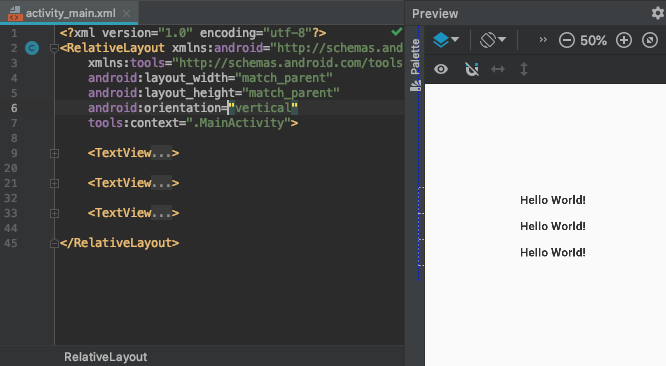 activity_main.xml
Preview
1 <?xml version="1.0" encoding="utf-8"?>
2 <RelativeLayout xmlns:android="http://schemas.and
3 xmlns:tools="http://schemas.android.com/tools
4 android:layout_width="match_parent"
5 android:layout_height="match_parent"
6 android:orientation="vertical"
7 tools:context=".MainActivity">
8
9 <TextView...>
20
21 <TextView...>
32
33 <TextView...>
44
45 </RelativeLayout>
RelativeLayout
Palette
50%
Hello World!
Hello World!
Hello World!